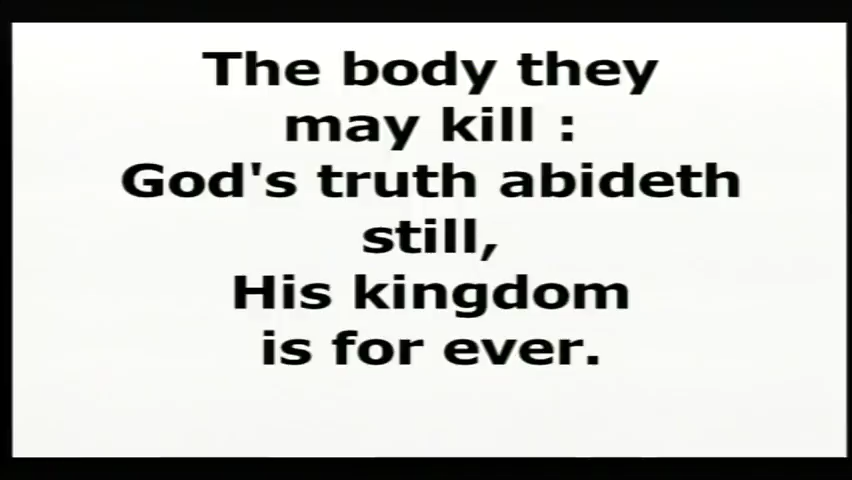 The body they
may kill :
God's truth abideth
still,
His kingdom
is for ever.